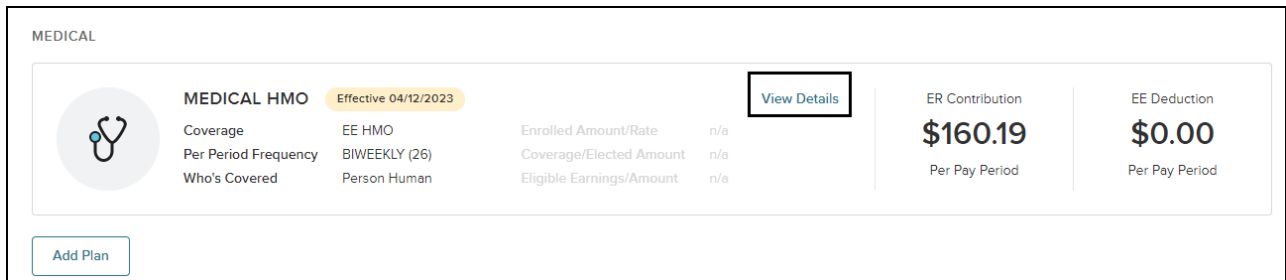 MEDICAL
MEDICAL HMO Effective 04/12/2023 View Details ER Contribution EE Deduction
Coverage EE HMO Enrolled Amount/Rate n/a $160.19 $0.00
Per Period Frequency BIWEEKLY (26) Coverage/Elected Amount n/a
Who's Covered Person Human Eligible Earnings/Amount n/a Per Pay Period Per Pay Period
Add Plan